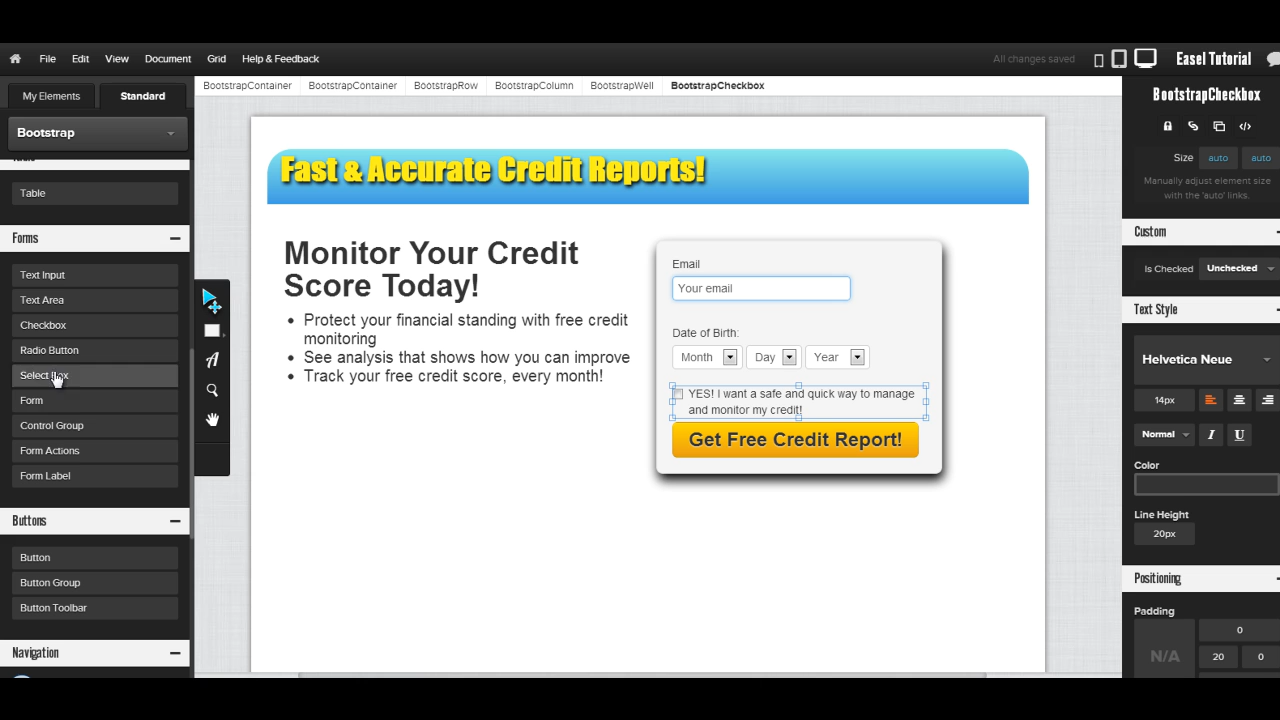 File Edit View Document Grid Help & Feedback All changes saved Easel Tutorial
My Elements Standard
Bootstrap
Table
Forms
Text Input
Text Area
Checkbox
Radio Button
Select Box
Form
Control Group
Form Actions
Form Label
Buttons
Button
Button Group
Button Toolbar
Navigation
BootstrapContainer BootstrapContainer BootstrapRow BootstrapColumn BootstrapWell BootstrapCheckbox
Fast & Accurate Credit Reports!
Monitor Your Credit
Score Today!
Protect your financial standing with free credit
monitoring
See analysis that shows how you can improve
Track your free credit score, every month!
Email
Your email
Date of Birth:
Month Day Year
YES! I want a safe and quick way to manage
and monitor my credit!
Get Free Credit Report!
BootstrapCheckbox
Size auto auto
Manually adjust element size
with the 'auto' links.
Custom
Is Checked Unchecked
Text Style
Helvetica Neue
14px
Normal I U
Color
Line Height
20px
Positioning
Padding
0
N/A 20 0